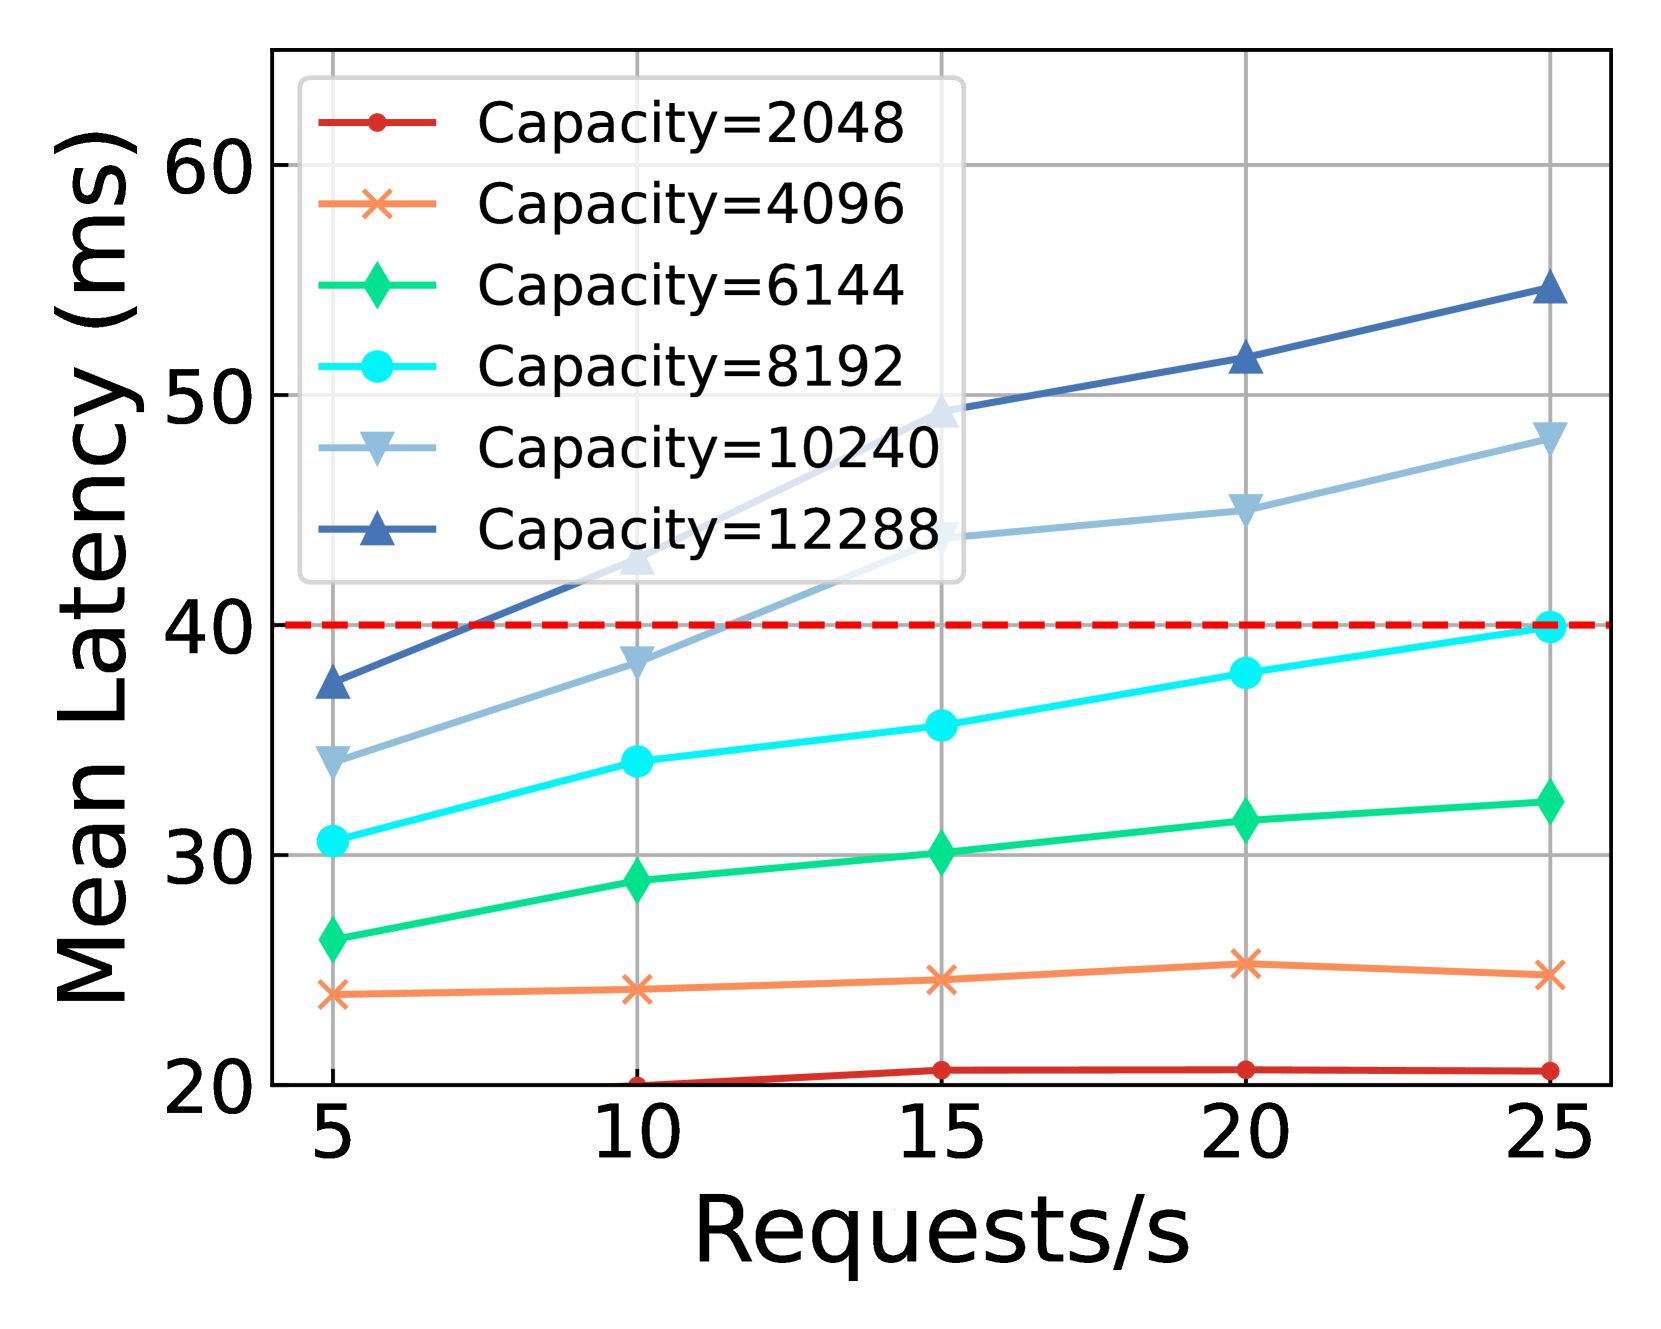 Mean Latency (ms)
60
50
40
30
20
Capacity=2048
Capacity=4096
Capacity=6144
Capacity=8192
Capacity=10240
Capacity=12288
5 10 15 20 25
Requests/s